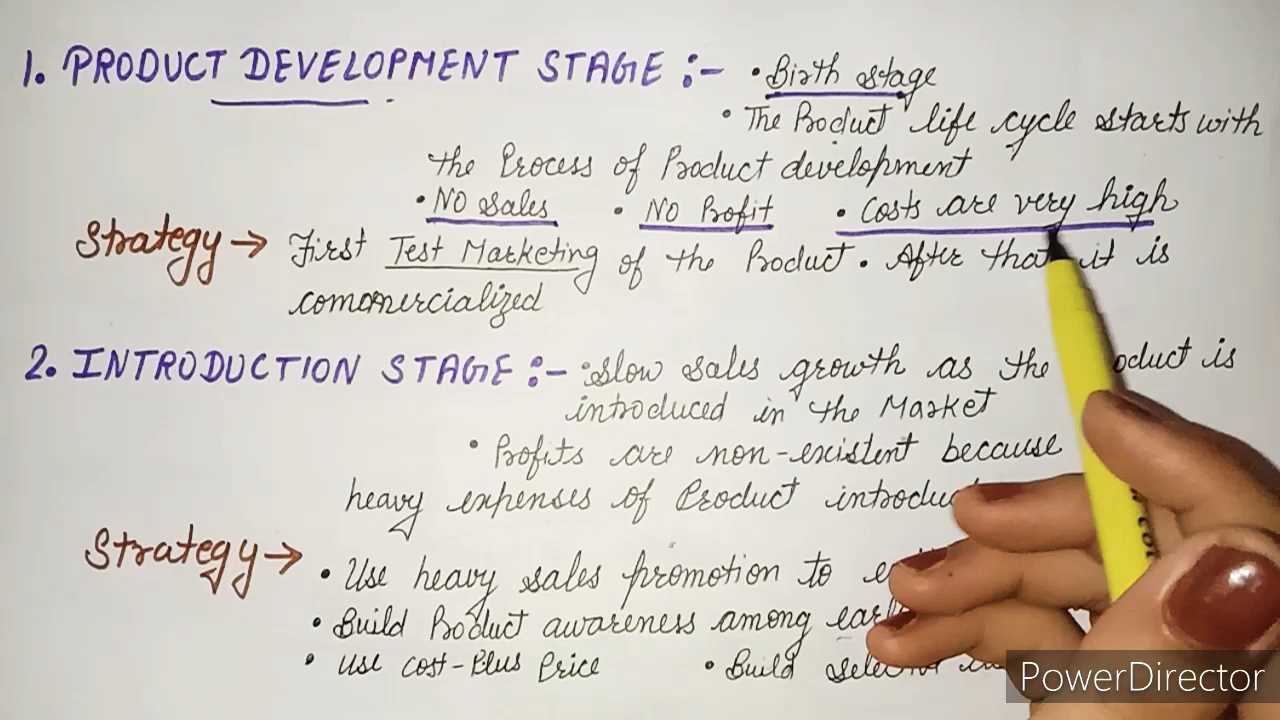 1. PRODUCT DEVELOPMENT STAGE :- • Birth stage
• The Product life cycle starts with
the Process of Product development
• NO sales • NO Profit • Costs are very high
Strategy → First Test Marketing of the Product. After that it is
commercialized
2. INTRODUCTION STAGE :- • Slow sales growth as the is
introduced in the Market
• Profits are non-existent because
heavy expenses of Product
Strategy → • Use heavy sales promotion to
• Build Product awareness among
• Use cost-Plus Price • Build
PowerDirector